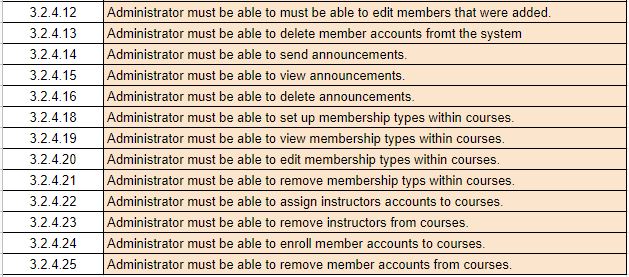 3.2.4.12 Administrator must be able to must be able to edit members that were added.
3.2.4.13 Administrator must be able to delete member accounts fromt the system
3.2.4.14 Administrator must be able to send announcements.
3.2.4.15 Administrator must be able to view announcements.
3.2.4.16 Administrator must be able to delete announcements.
3.2.4.18 Administrator must be able to set up membership types within courses.
3.2.4.19 Administrator must be able to view membership types within courses.
3.2.4.20 Administrator must be able to edit membership types within courses.
3.2.4.21 Administrator must be able to remove membership typs within courses.
3.2.4.22 Administrator must be able to assign instructors accounts to courses.
3.2.4.23 Administrator must be able to remove instructors from courses.
3.2.4.24 Administrator must be able to enroll member accounts to courses.
3.2.4.25 Administrator must be able to remove member accounts from courses.